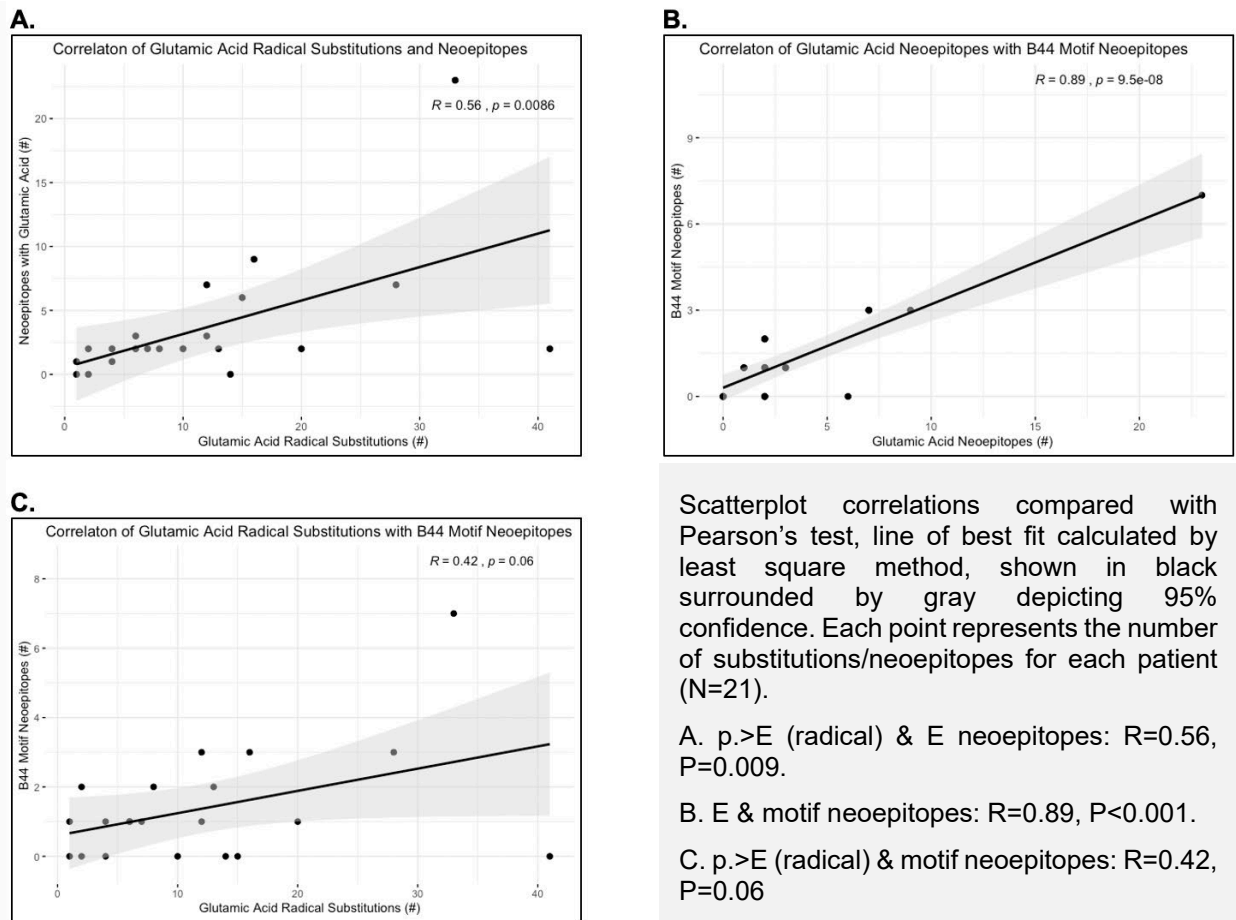 A.
Correlaton of Glutamic Acid Radical Substitutions and Neoepitopes
R = 0.56 , p = 0.0086
Neoepitopes with Glutamic Acid (#)
20
15
10
5
0
0 10 20 30 40
Glutamic Acid Radical Substitutions (#)
B.
Correlaton of Glutamic Acid Neoepitopes with B44 Motif Neoepitopes
R = 0.89 , p = 9.5e-08
B44 Motif Neoepitopes (#)
9
6
3
0
0 5 10 15 20
Glutamic Acid Neoepitopes (#)
C.
Correlaton of Glutamic Acid Radical Substitutions with B44 Motif Neoepitopes
R = 0.42 , p = 0.06
B44 Motif Neoepitopes (#)
8
6
4
2
0
0 10 20 30 40
Glutamic Acid Radical Substitutions (#)
Scatterplot correlations compared with
Pearson’s test, line of best fit calculated by
least square method, shown in black
surrounded by gray depicting 95%
confidence. Each point represents the number
of substitutions/neoepitopes for each patient
(N=21).
A. p.>E (radical) & E neoepitopes: R=0.56,
P=0.009.
B. E & motif neoepitopes: R=0.89, P<0.001.
C. p.>E (radical) & motif neoepitopes: R=0.42,
P=0.06